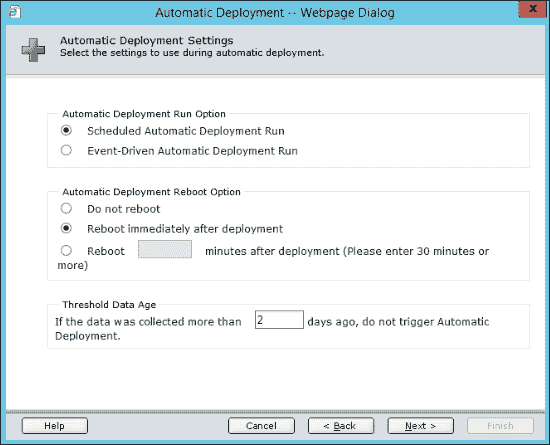 Automatic Deployment -- Webpage Dialog
x
Automatic Deployment Settings
Select the settings to use during automatic deployment.
Automatic Deployment Run Option
Scheduled Automatic Deployment Run
Event-Driven Automatic Deployment Run
Automatic Deployment Reboot Option
Do not reboot
Reboot immediately after deployment
Reboot minutes after deployment (Please enter 30 minutes or
more)
Threshold Data Age
If the data was collected more than 2 days ago, do not trigger Automatic
Deployment.
Help Cancel < Back Next > Finish